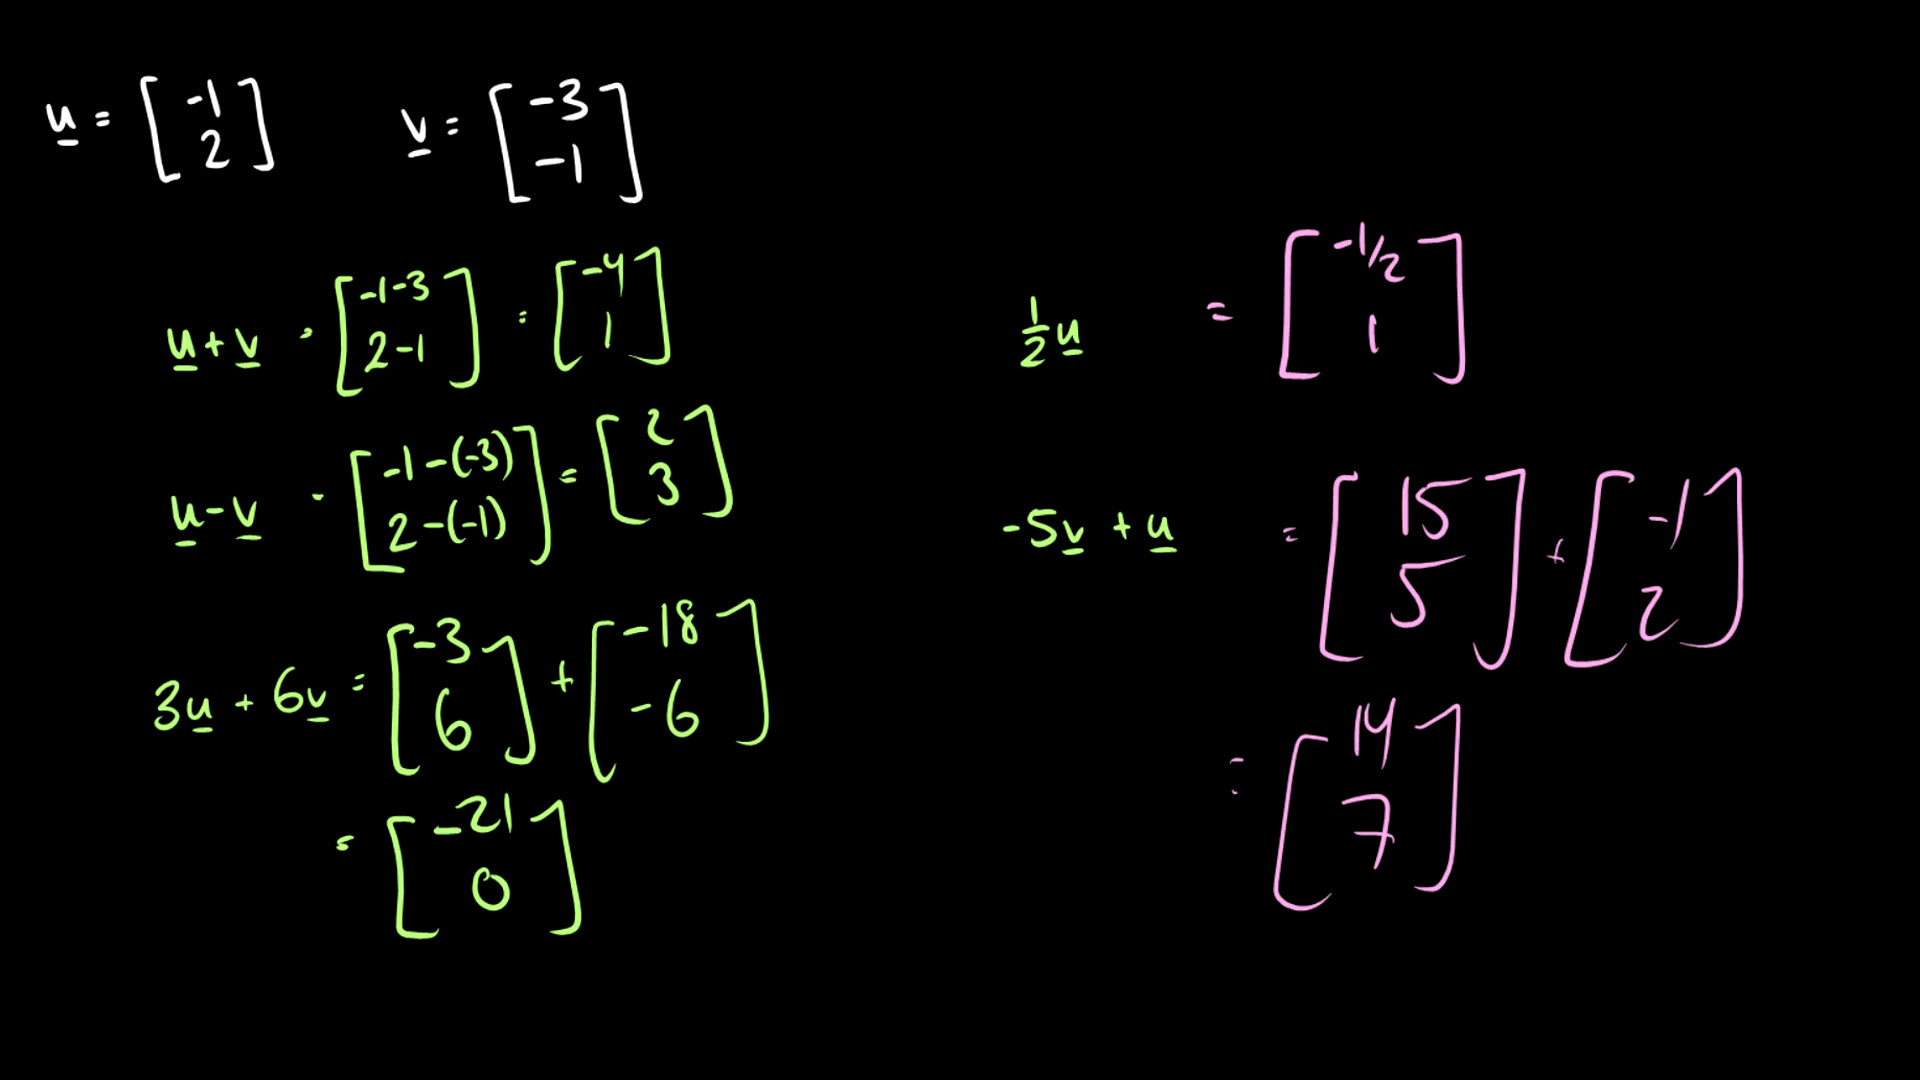 u = [ -1 2 ] v = [ -3 -1 ]
u + v = [ -1-3 2-1 ] = [ -4 1 ]
u - v = [ -1-(-3) 2-(-1) ] = [ 2 3 ]
3u + 6v = [ -3 6 ] + [ -18 -6 ]
= [ -21 0 ]
1/2 u = [ -1/2 1 ]
-5v + u = [ 15 5 ] + [ -1 2 ]
= [ 14 7 ]